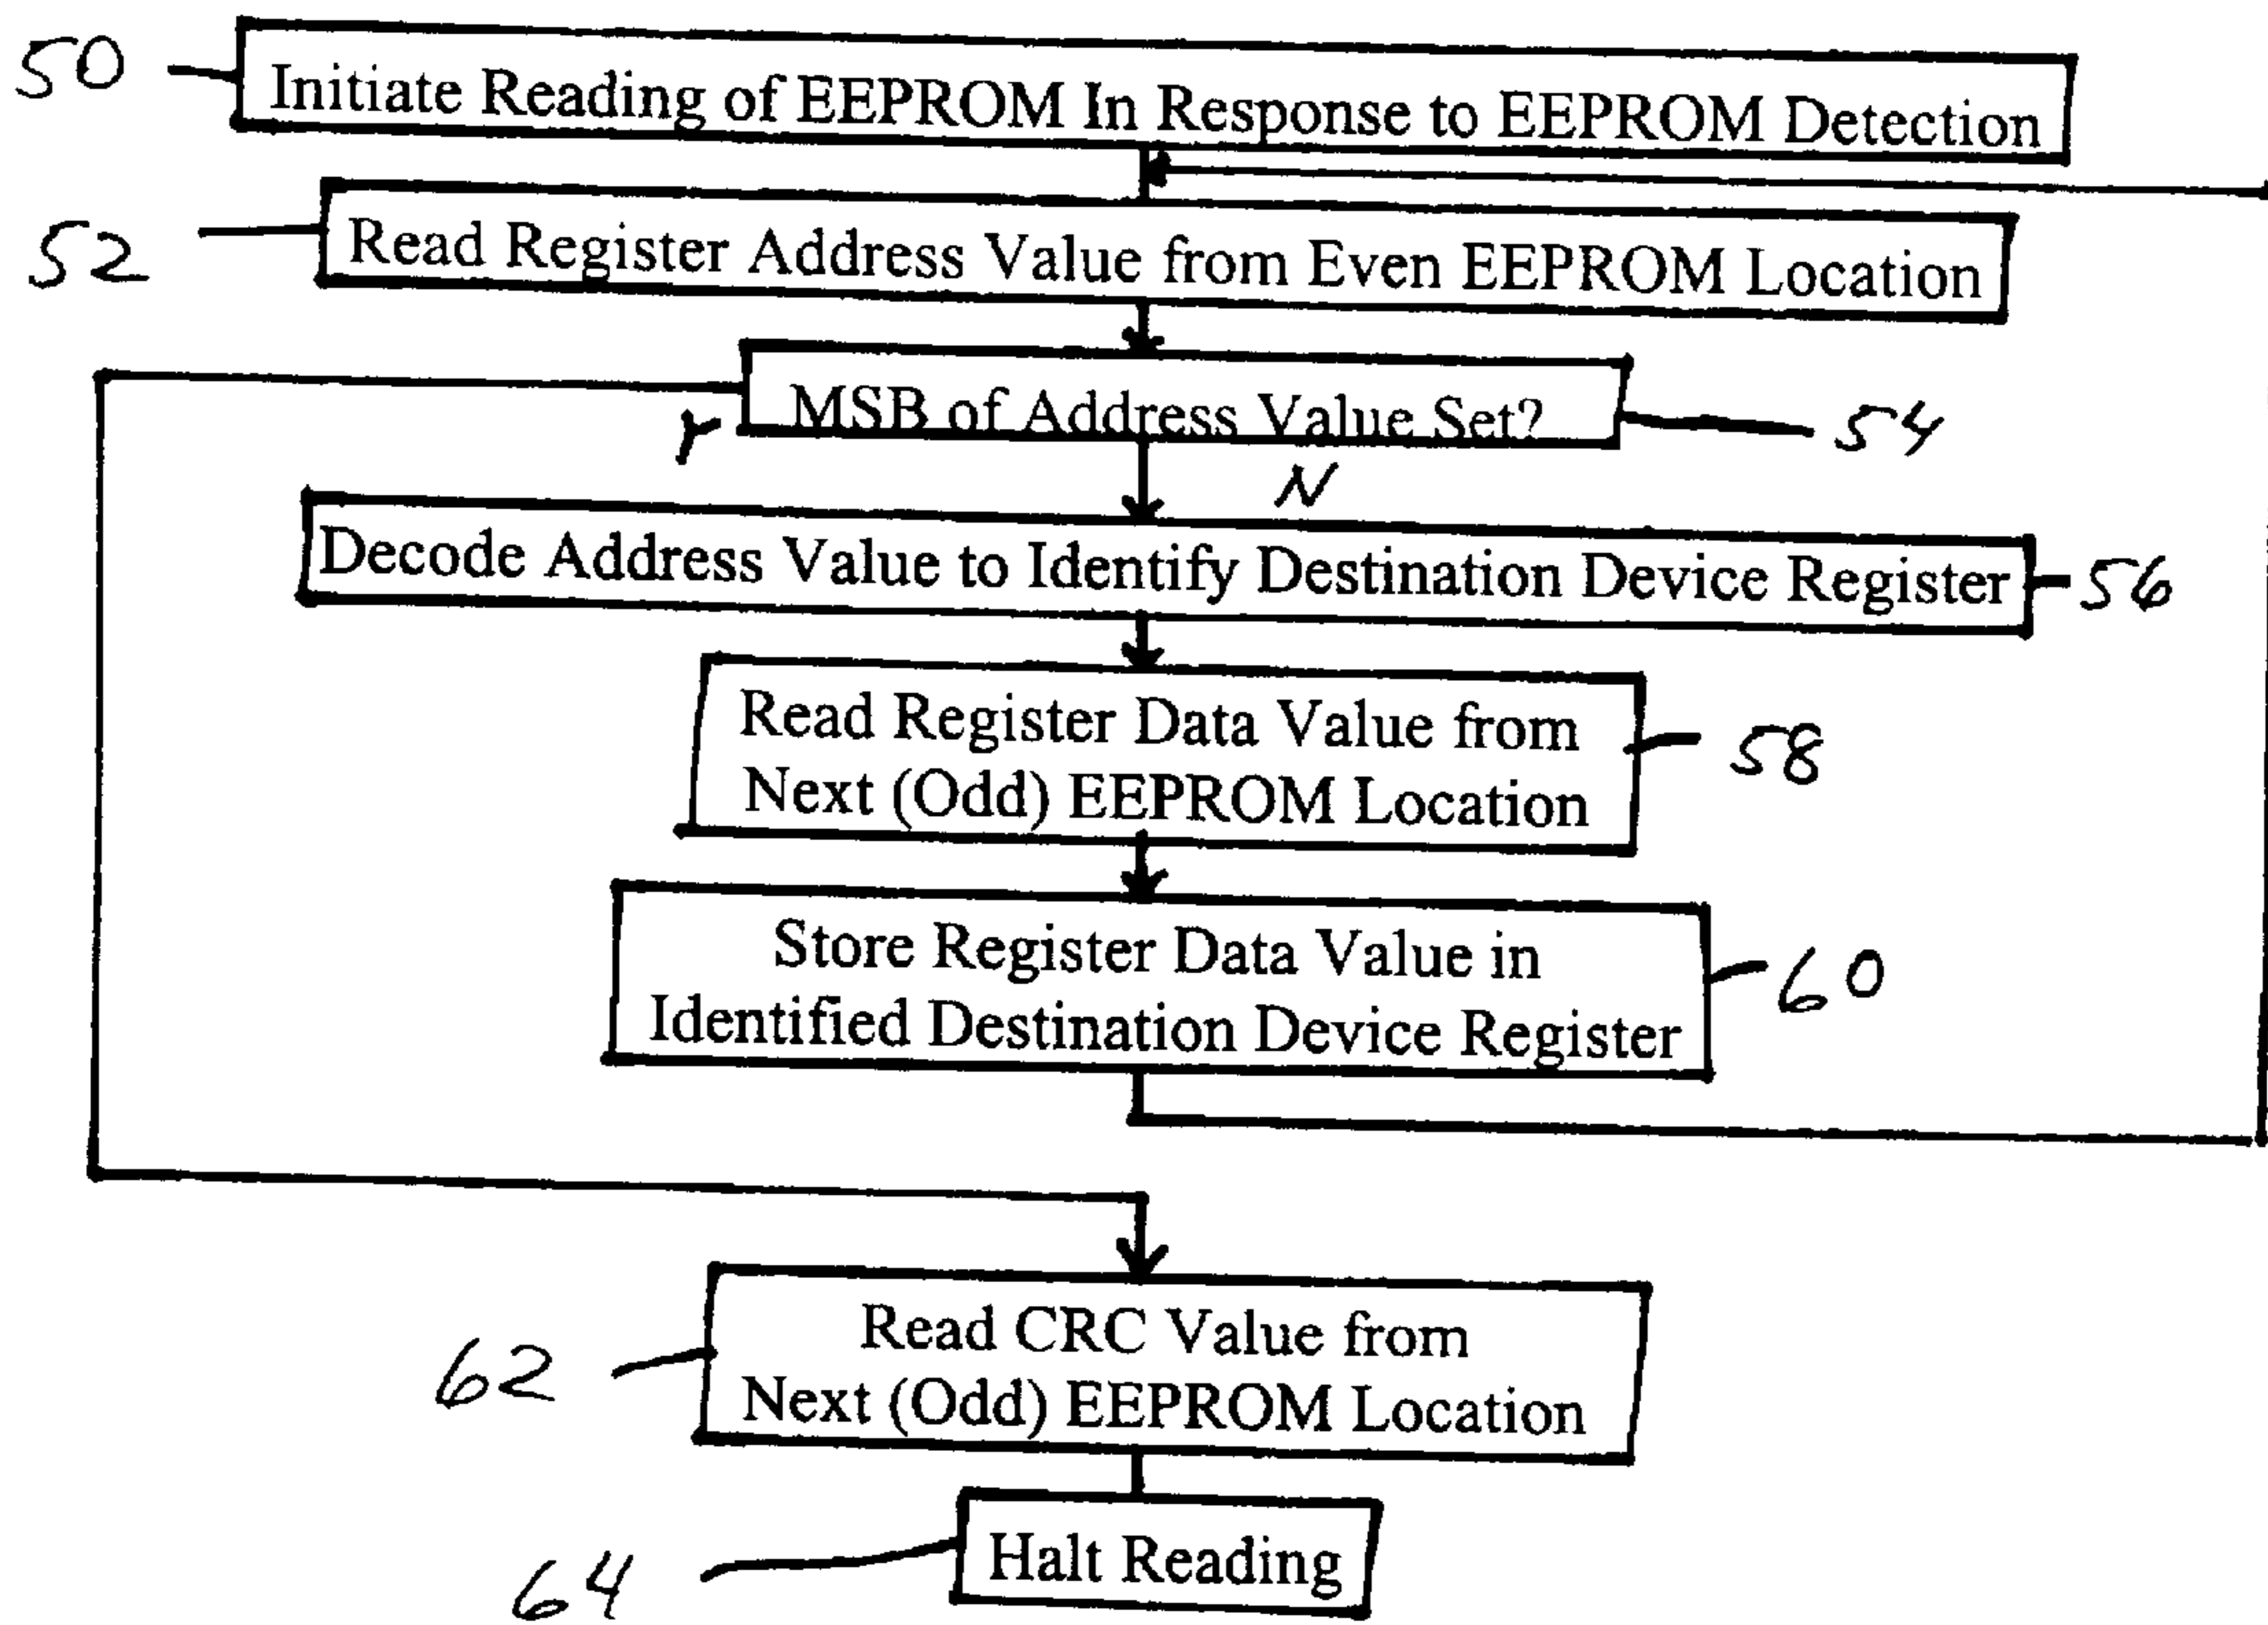 50
Initiate Reading of EEPROM In Response to EEPROM Detection
52
Read Register Address Value from Even EEPROM Location
MSB of Address Value Set?
54
Y
N
Decode Address Value to Identify Destination Device Register
56
Read Register Data Value from
Next (Odd) EEPROM Location
58
Store Register Data Value in
Identified Destination Device Register
60
Read CRC Value from
Next (Odd) EEPROM Location
62
Halt Reading
64